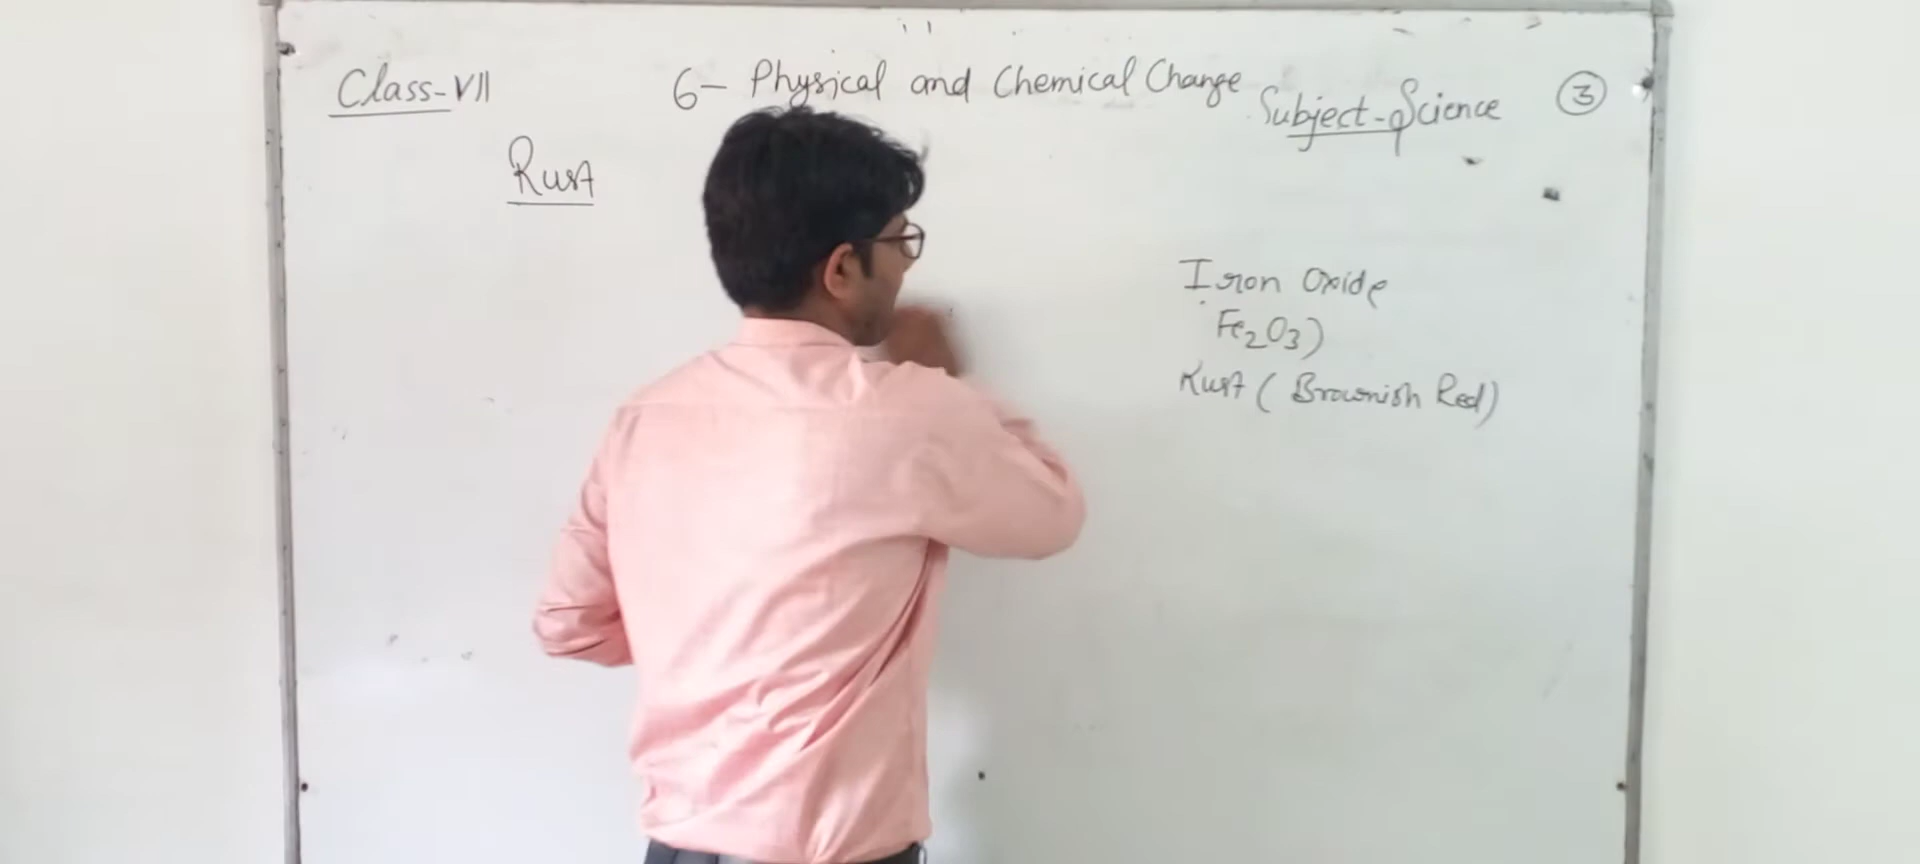 Class-VII
6- Physical and Chemical Change
Subject-Science
3
Rust
Iron Oxide
Fe₂O₃)
Rust ( Brownish Red)